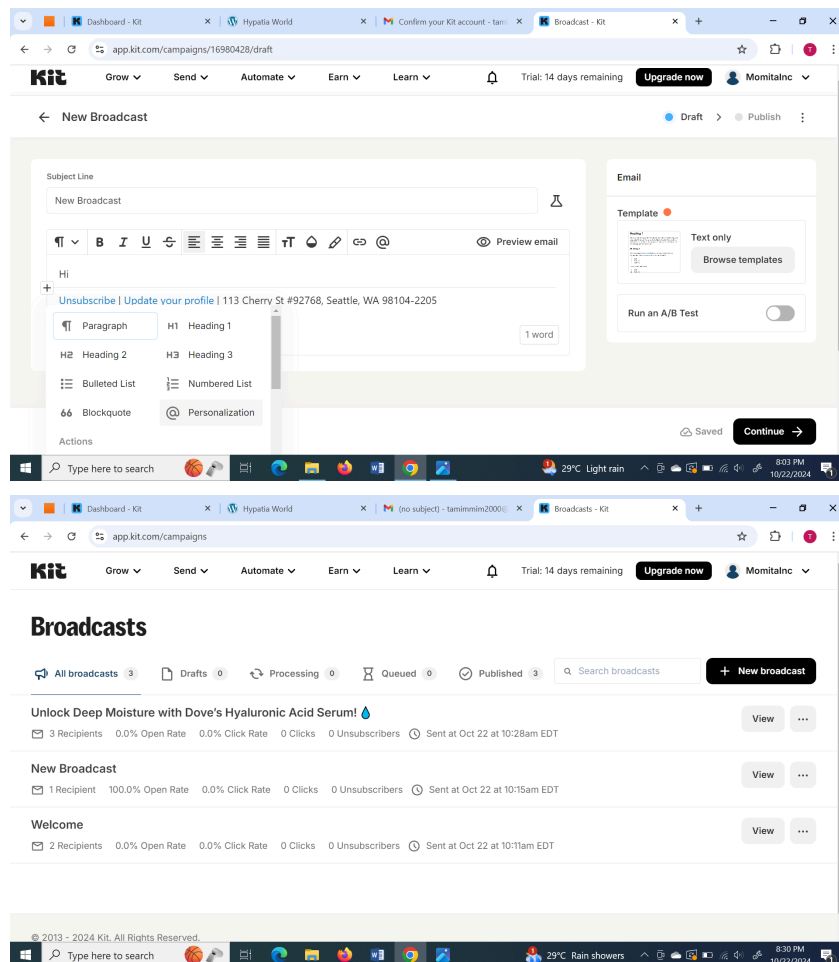 Dashboard - Kit
Hypatia World
Confirm your Kit account - tam
Broadcast - Kit
app.kit.com/campaigns/16980428/draft
Kit Grow Send Automate Earn Learn Trial: 14 days remaining Upgrade now MomitaInc
New Broadcast Draft Publish
Subject Line
New Broadcast
Preview email
Hi
Unsubscribe | Update your profile | 113 Cherry St #92768, Seattle, WA 98104-2205
¶ Paragraph H1 Heading 1
H2 Heading 2 H3 Heading 3
Bulleted List Numbered List
Blockquote @ Personalization
Actions
1 word
Email
Template
Text only
Browse templates
Run an A/B Test
Saved Continue
Type here to search 29°C Light rain 8:03 PM
10/22/2024
Dashboard - Kit
Hypatia World
(no subject) - tamimmim2000@
Broadcasts - Kit
app.kit.com/campaigns
Kit Grow Send Automate Earn Learn Trial: 14 days remaining Upgrade now MomitaInc
Broadcasts
All broadcasts 3 Drafts 0 Processing 0 Queued 0 Published 3 Search broadcasts + New broadcast
Unlock Deep Moisture with Dove's Hyaluronic Acid Serum! View
3 Recipients 0.0% Open Rate 0.0% Click Rate 0 Clicks 0 Unsubscribers Sent at Oct 22 at 10:28am EDT
New Broadcast View
1 Recipient 100.0% Open Rate 0.0% Click Rate 0 Clicks 0 Unsubscribers Sent at Oct 22 at 10:15am EDT
Welcome View
2 Recipients 0.0% Open Rate 0.0% Click Rate 0 Clicks 0 Unsubscribers Sent at Oct 22 at 10:11am EDT
© 2013 - 2024 Kit. All Rights Reserved.
Type here to search 29°C Rain showers 8:30 PM
10/22/2024